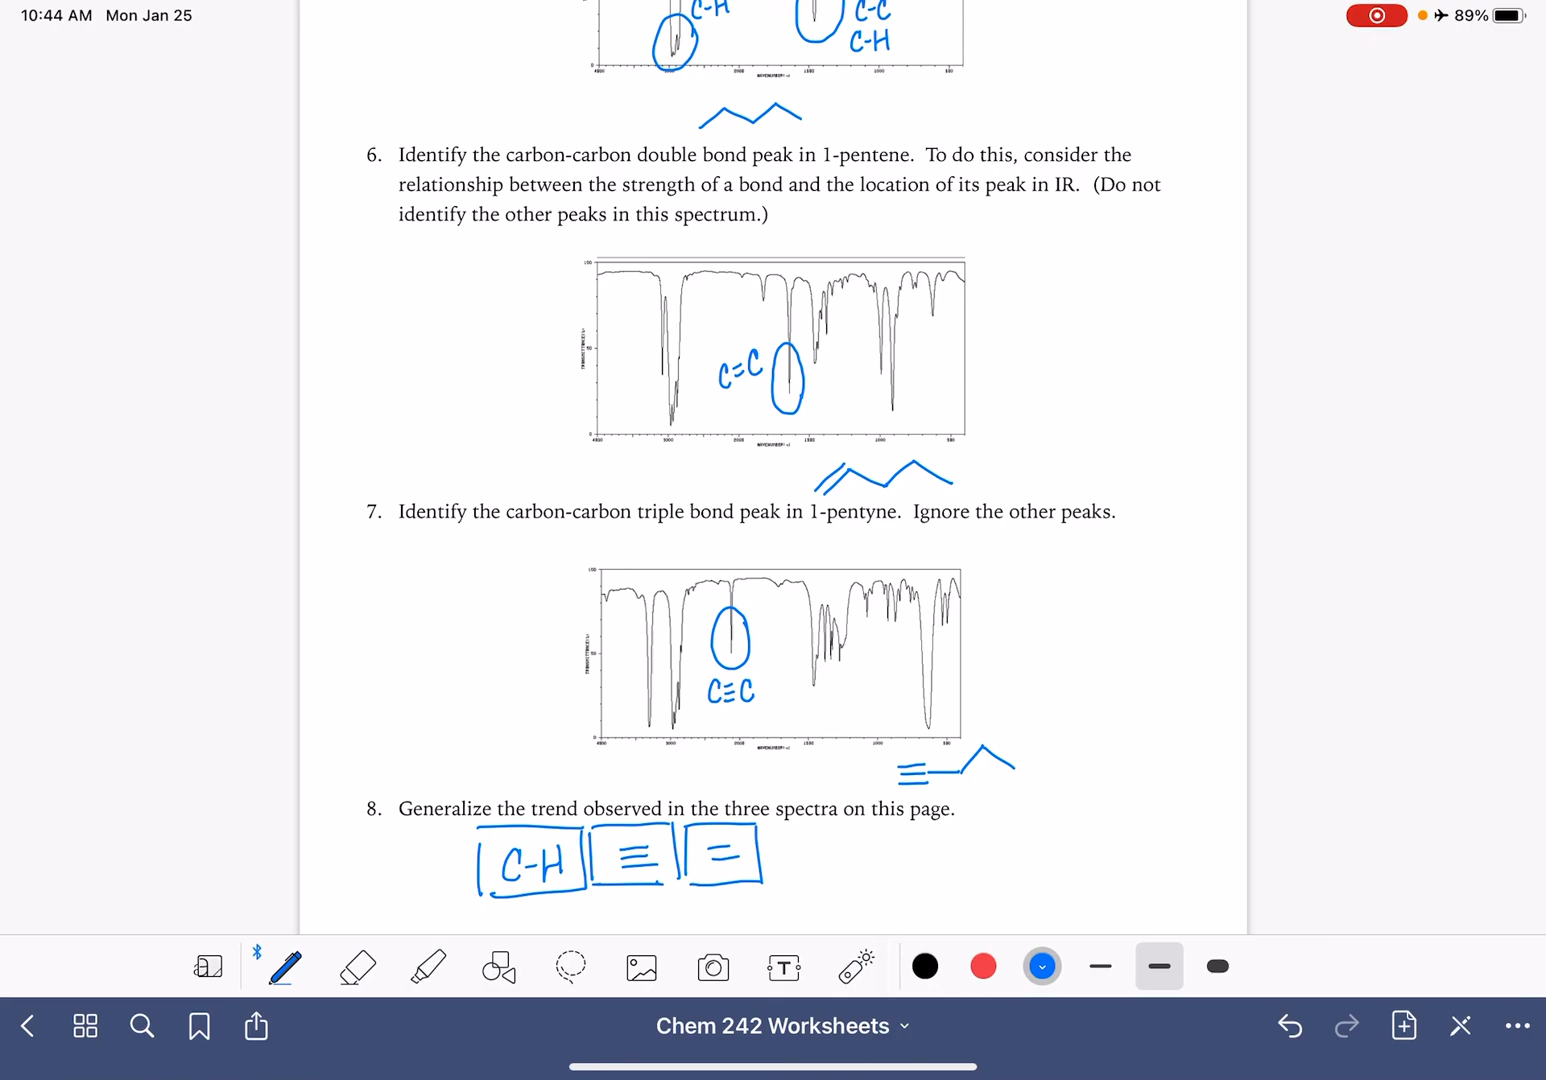 10:44 AM Mon Jan 25
89%
C-H
C-C
C-H
6. Identify the carbon-carbon double bond peak in 1-pentene. To do this, consider the
relationship between the strength of a bond and the location of its peak in IR. (Do not
identify the other peaks in this spectrum.)
C=C
7. Identify the carbon-carbon triple bond peak in 1-pentyne. Ignore the other peaks.
C≡C
8. Generalize the trend observed in the three spectra on this page.
C-H ≡ =
T
Chem 242 Worksheets